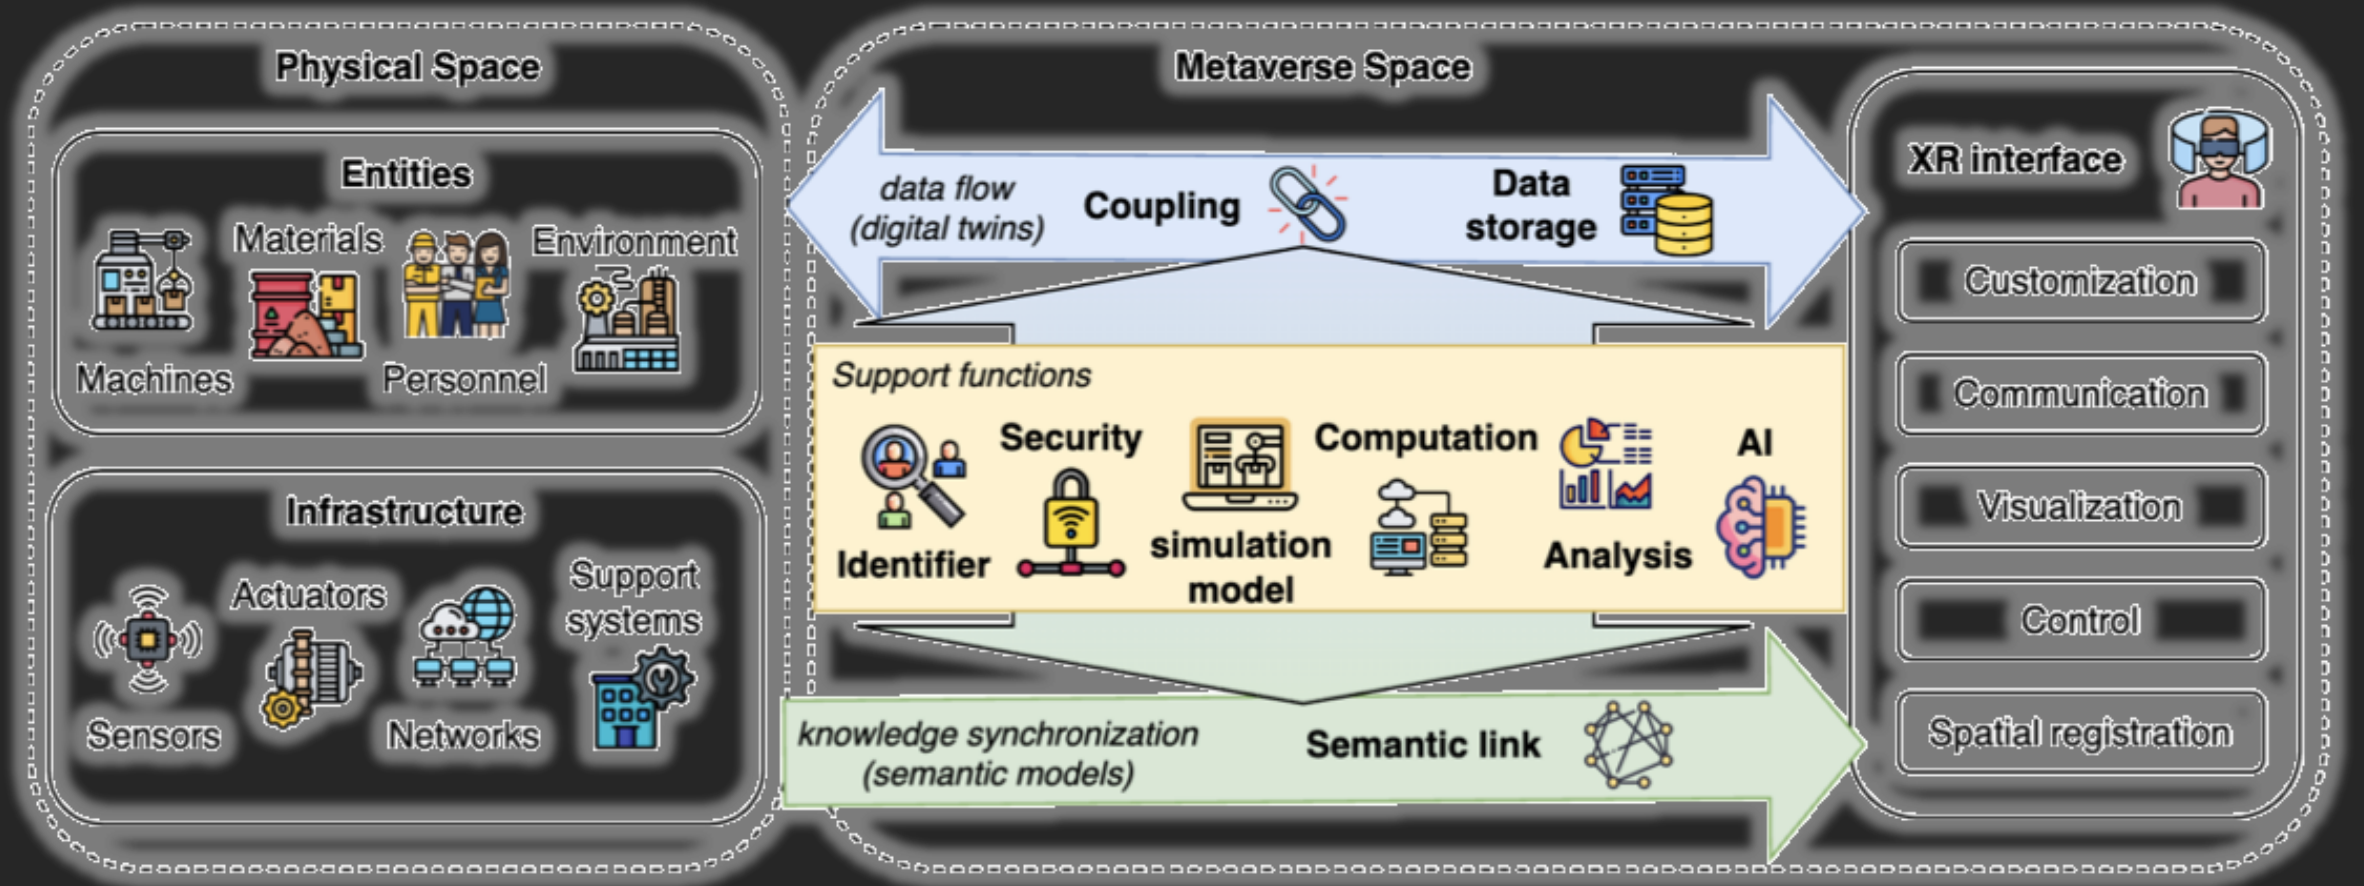 Physical Space
Entities
Machines
Materials
Personnel
Environment
Infrastructure
Sensors
Actuators
Networks
Support
systems
Metaverse Space
data flow
(digital twins)
Coupling
Data
storage
Support functions
Identifier
Security
simulation
model
Computation
Analysis
AI
knowledge synchronization
(semantic models)
Semantic link
XR interface
Customization
Communication
Visualization
Control
Spatial registration